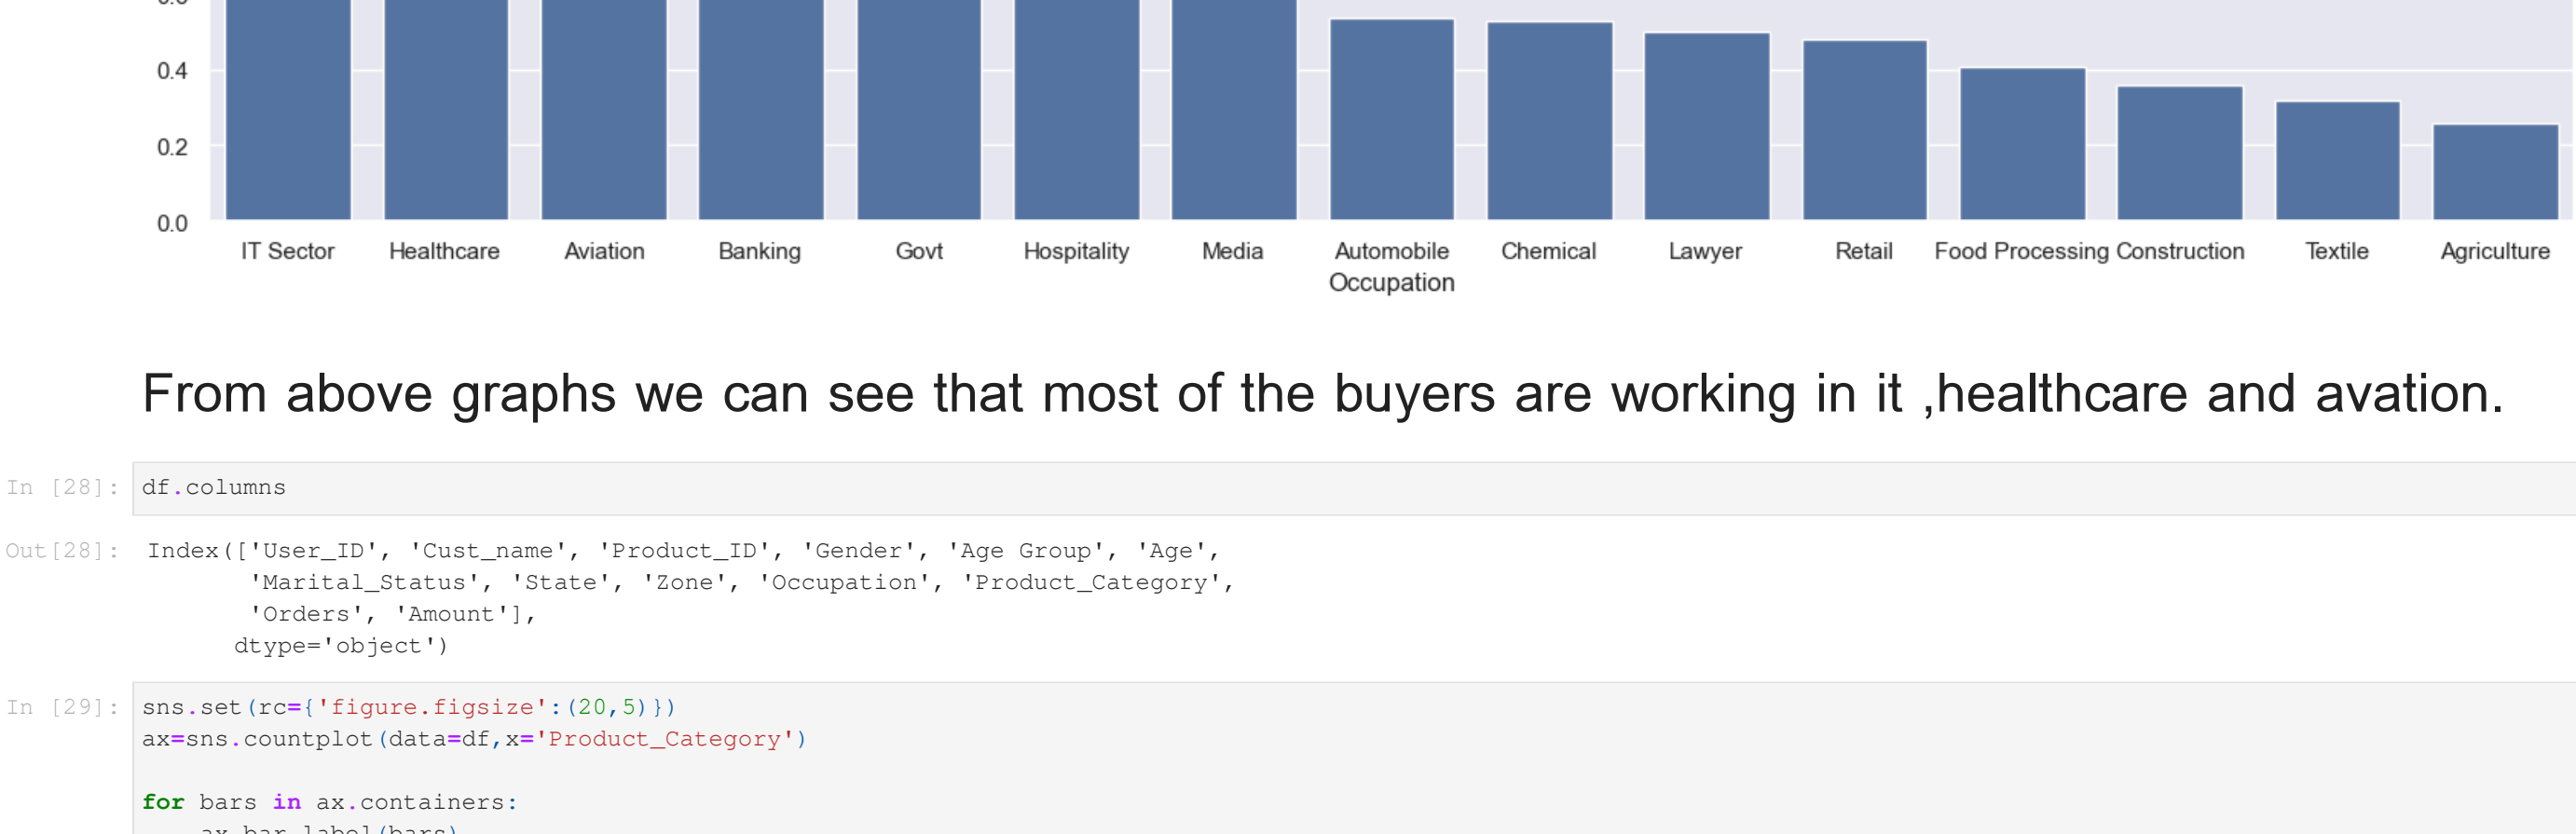 0.4
0.2
0.0
IT Sector Healthcare Aviation Banking Govt Hospitality Media Automobile Chemical Lawyer Retail Food Processing Construction Textile Agriculture
Occupation
From above graphs we can see that most of the buyers are working in it ,healthcare and avation.
In [28]: df.columns
Out[28]: Index(['User_ID', 'Cust_name', 'Product_ID', 'Gender', 'Age Group', 'Age',
'Marital_Status', 'State', 'Zone', 'Occupation', 'Product_Category',
'Orders', 'Amount'],
dtype='object')
In [29]: sns.set(rc={'figure.figsize':(20,5)})
ax=sns.countplot(data=df,x='Product_Category')
for bars in ax.containers:
ax.bar_label(bars)